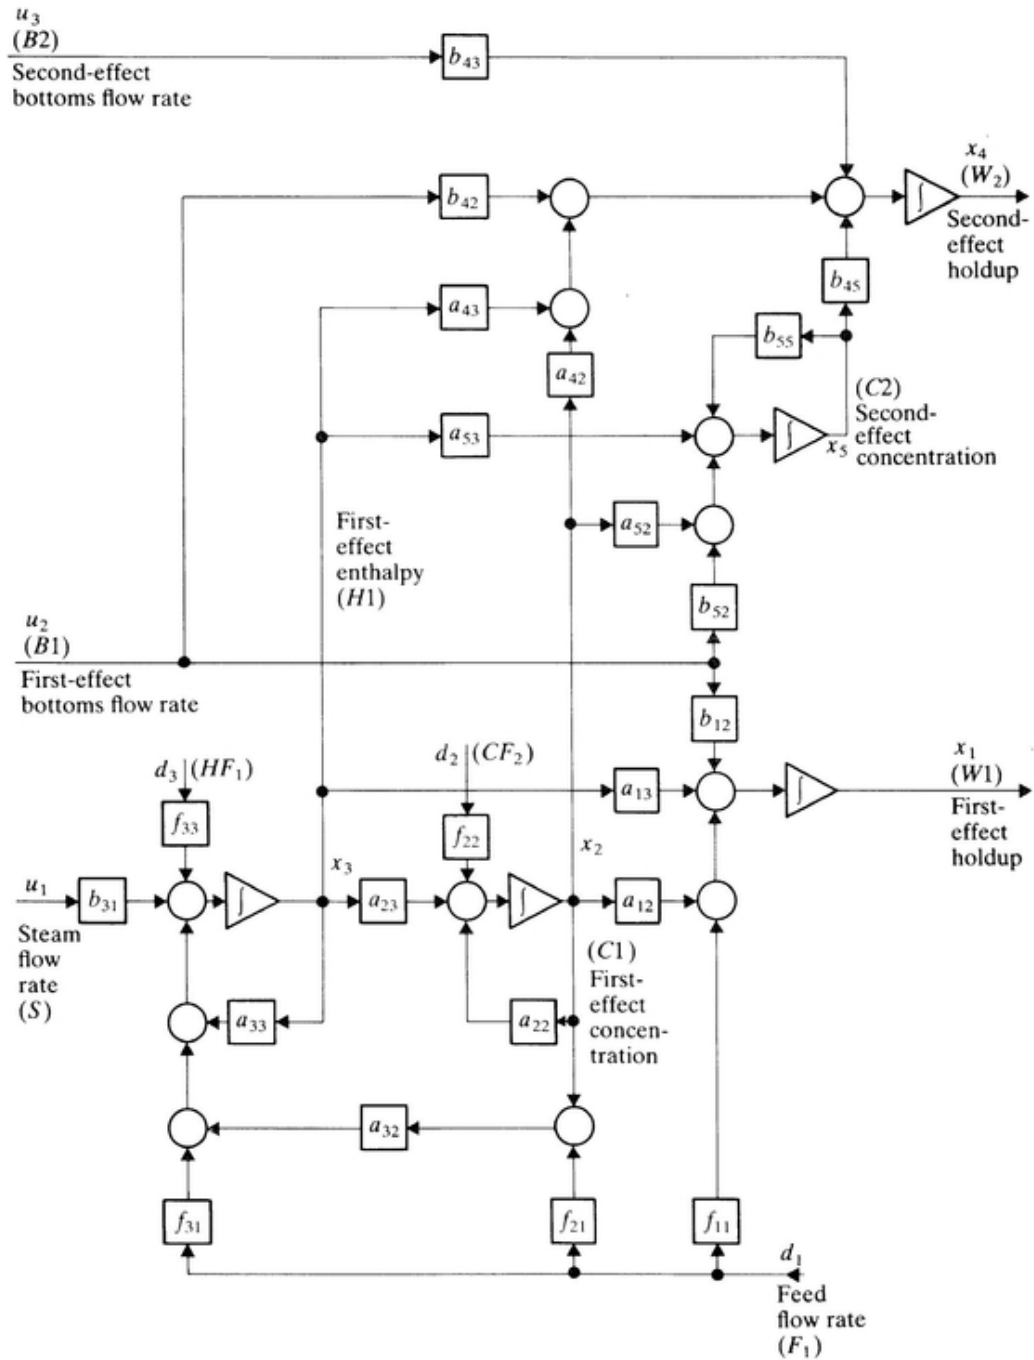 u₃
(B2)
Second-effect
bottoms flow rate
b₄₃
x₄
(W₂)
Second-
effect
holdup
b₄₂
∫
b₄₅
a₄₃
b₅₅
a₄₂
(C2)
Second-
effect
concentration
a₅₃
∫
x₅
First-
effect
enthalpy
(H1)
a₅₂
b₅₂
u₂
(B1)
First-effect
bottoms flow rate
b₁₂
d₃ (HF₁)
d₂ (CF₂)
x₁
(W1)
First-
effect
holdup
a₁₃
∫
f₃₃
f₂₂
x₃
x₂
u₁
b₃₁
∫
a₂₃
∫
a₁₂
Steam
flow
rate
(S)
(C1)
First-
effect
concen-
tration
a₃₃
a₂₂
a₃₂
f₃₁
f₂₁
f₁₁
d₁
Feed
flow rate
(F₁)